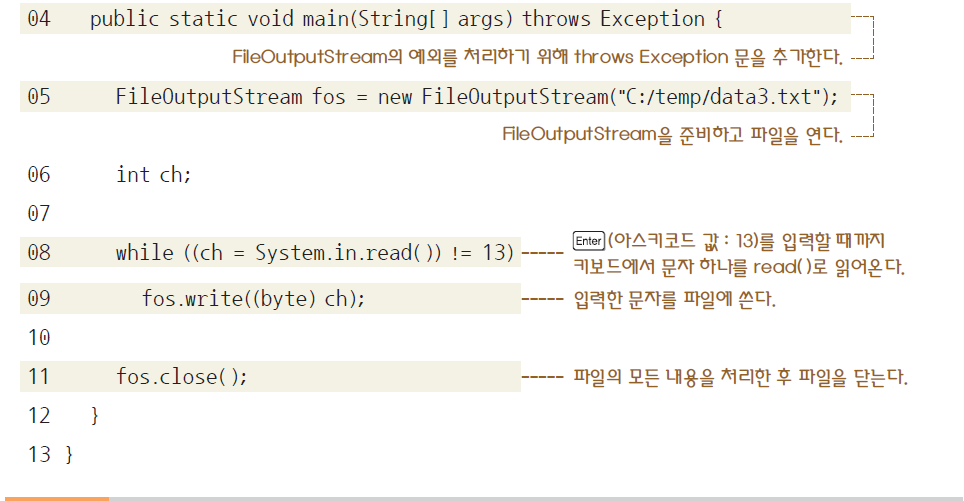 04 public static void main(String[] args) throws Exception {
FileOutputStream의 예외를 처리하기 위해 throws Exception 문을 추가한다.
05 FileOutputStream fos = new FileOutputStream("C:/temp/data3.txt");
FileOutputStream을 준비하고 파일을 연다.
06 int ch;
07
08 while ((ch = System.in.read()) != 13)
Enter(아스키코드 값 : 13)를 입력할 때까지
키보드에서 문자 하나를 read()로 읽어온다.
09 fos.write((byte) ch);
입력한 문자를 파일에 쓴다.
10
11 fos.close();
파일의 모든 내용을 처리한 후 파일을 닫는다.
12 }
13 }